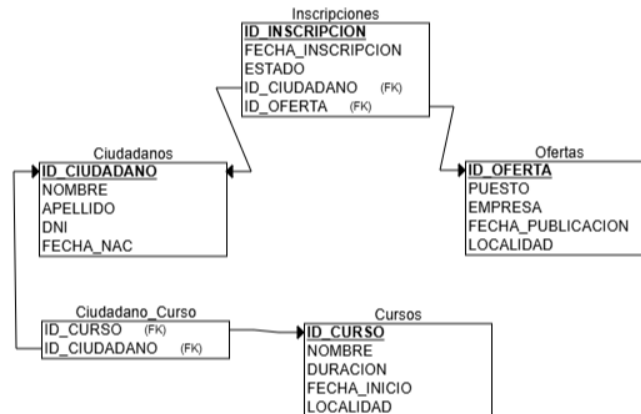 Inscripciones
ID_INSCRIPCION
FECHA_INSCRIPCION
ESTADO
ID_CIUDADANO (FK)
ID_OFERTA (FK)
Ciudadanos
ID_CIUDADANO
NOMBRE
APELLIDO
DNI
FECHA_NAC
Ofertas
ID_OFERTA
PUESTO
EMPRESA
FECHA_PUBLICACION
LOCALIDAD
Ciudadano_Curso
ID_CURSO (FK)
ID_CIUDADANO (FK)
Cursos
ID_CURSO
NOMBRE
DURACION
FECHA_INICIO
LOCALIDAD